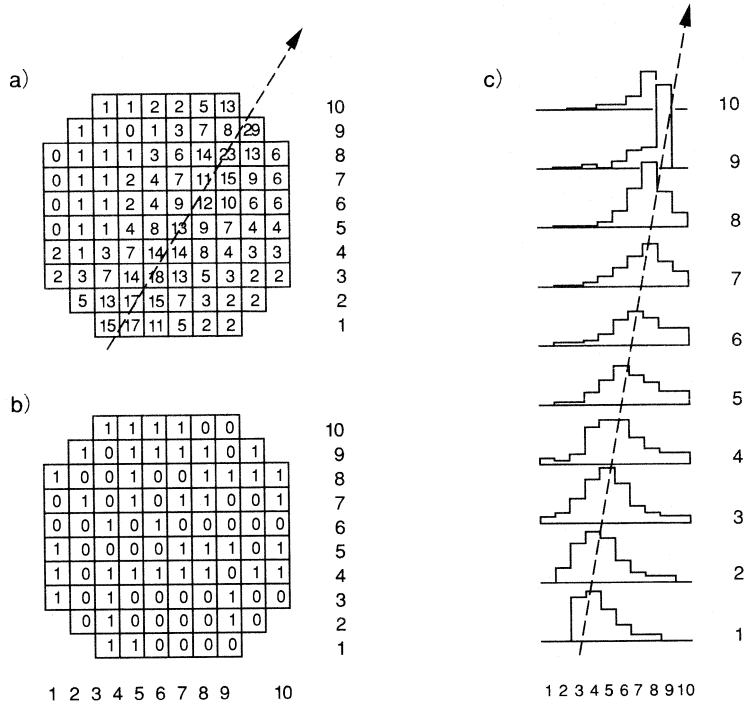 a)
1 1 2 2 5 13 10
1 1 0 1 3 7 8 29 9
0 1 1 1 3 6 14 23 13 6 8
0 1 1 2 4 7 11 15 9 6 7
0 1 1 2 4 9 12 10 6 6 6
0 1 1 4 8 13 9 7 4 4 5
2 1 3 7 14 14 8 4 3 3 4
2 3 7 14 18 13 5 3 2 2 3
5 13 17 15 7 3 2 2 2
15 17 11 5 2 2 1
b)
1 1 1 1 0 0 10
1 0 1 1 1 1 0 1 9
1 0 0 1 0 0 1 1 1 1 8
0 1 0 1 0 1 1 0 0 1 7
0 0 1 0 1 0 0 0 0 0 6
1 0 0 0 0 1 1 1 0 1 5
1 0 1 1 1 1 1 1 0 1 4
1 0 1 0 0 0 0 1 0 0 3
0 1 0 0 0 0 1 0 2
1 1 0 0 0 0 1
1 2 3 4 5 6 7 8 9 10
c)
10
9
8
7
6
5
4
3
2
1
1 2 3 4 5 6 7 8 9 10